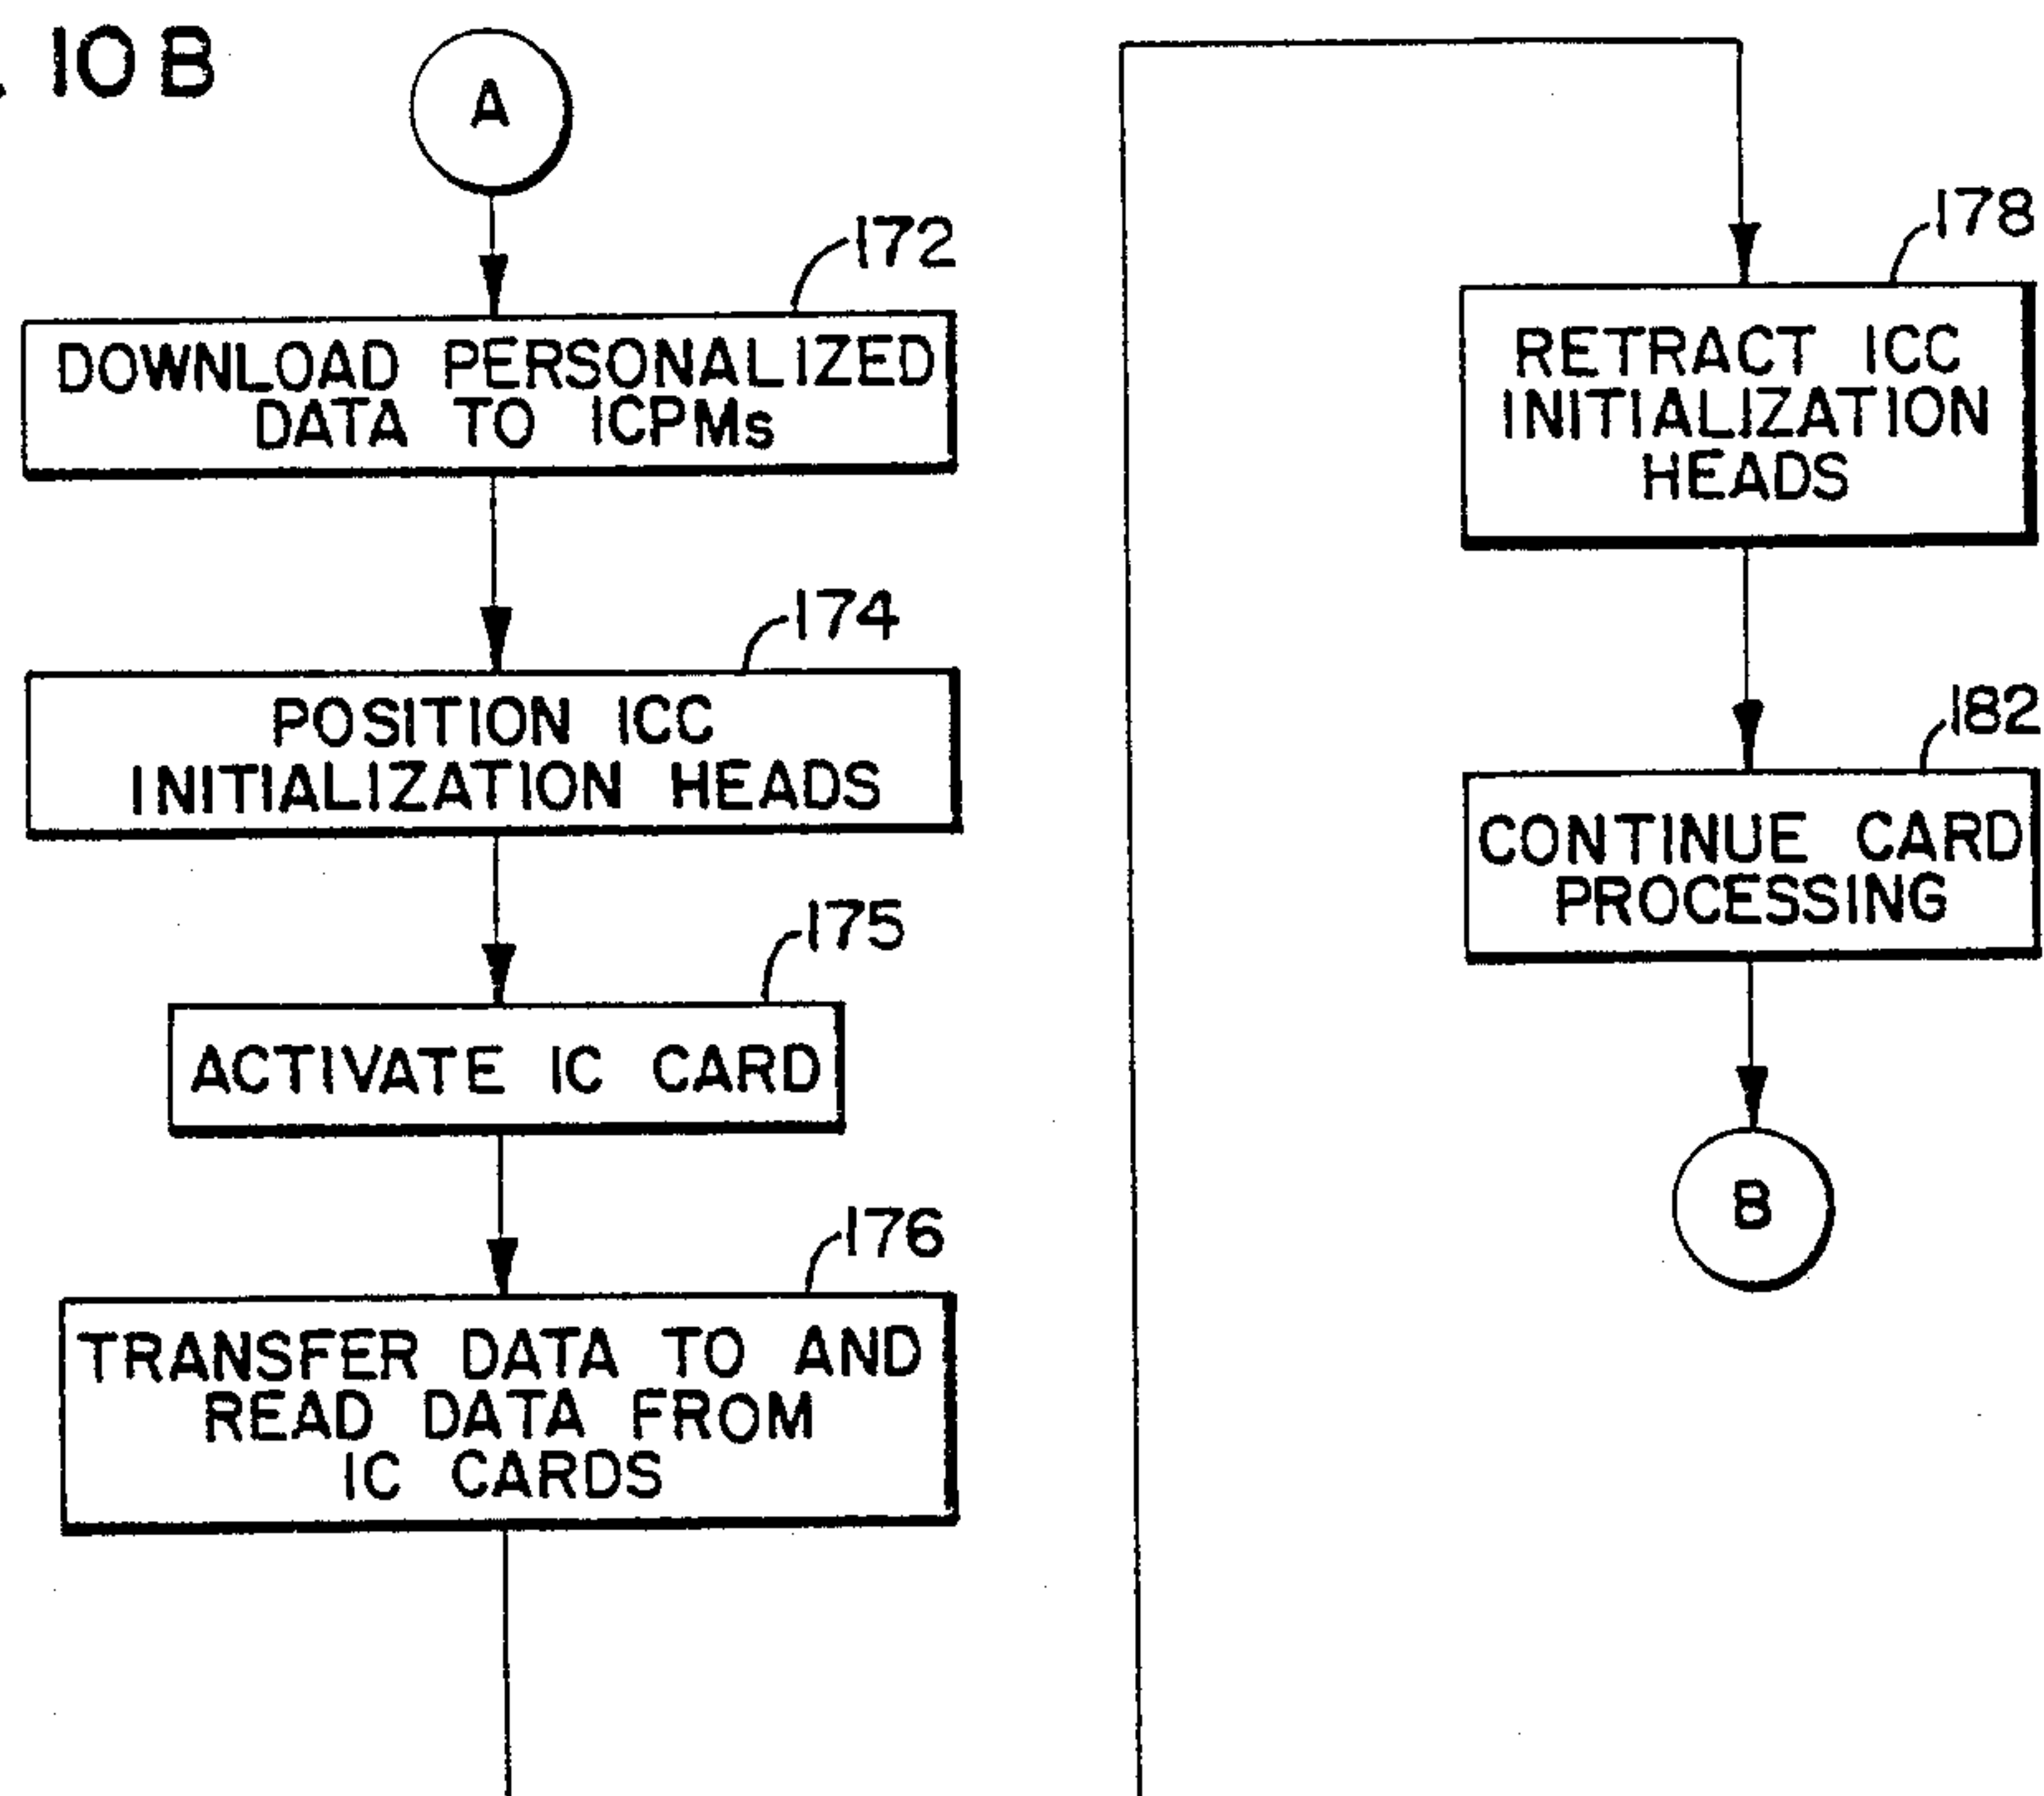 10B
A
172
DOWNLOAD PERSONALIZED
DATA TO ICPMs
174
POSITION ICC
INITIALIZATION HEADS
175
ACTIVATE IC CARD
176
TRANSFER DATA TO AND
READ DATA FROM
IC CARDS
178
RETRACT ICC
INITIALIZATION
HEADS
182
CONTINUE CARD
PROCESSING
B